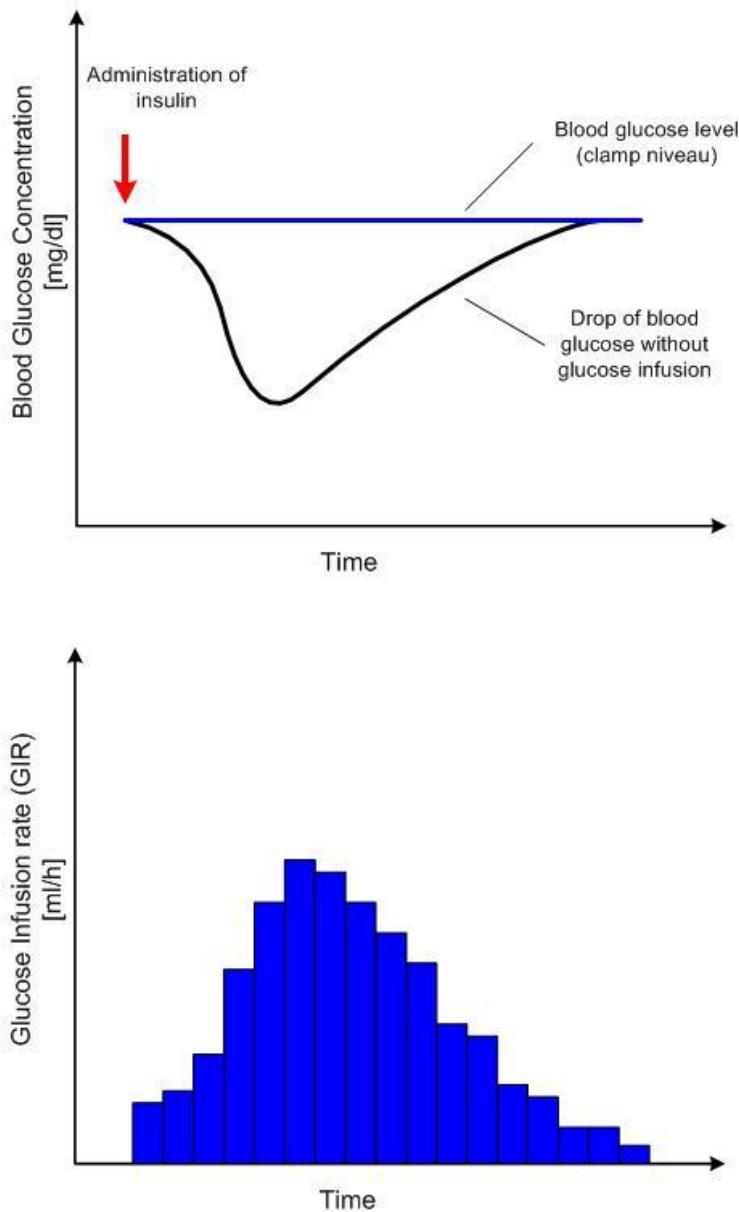 Blood Glucose Concentration
[mg/dl]
Administration of
insulin
Blood glucose level
(clamp niveau)
Drop of blood
glucose without
glucose infusion
Time
Glucose Infusion rate (GIR)
[ml/h]
Time